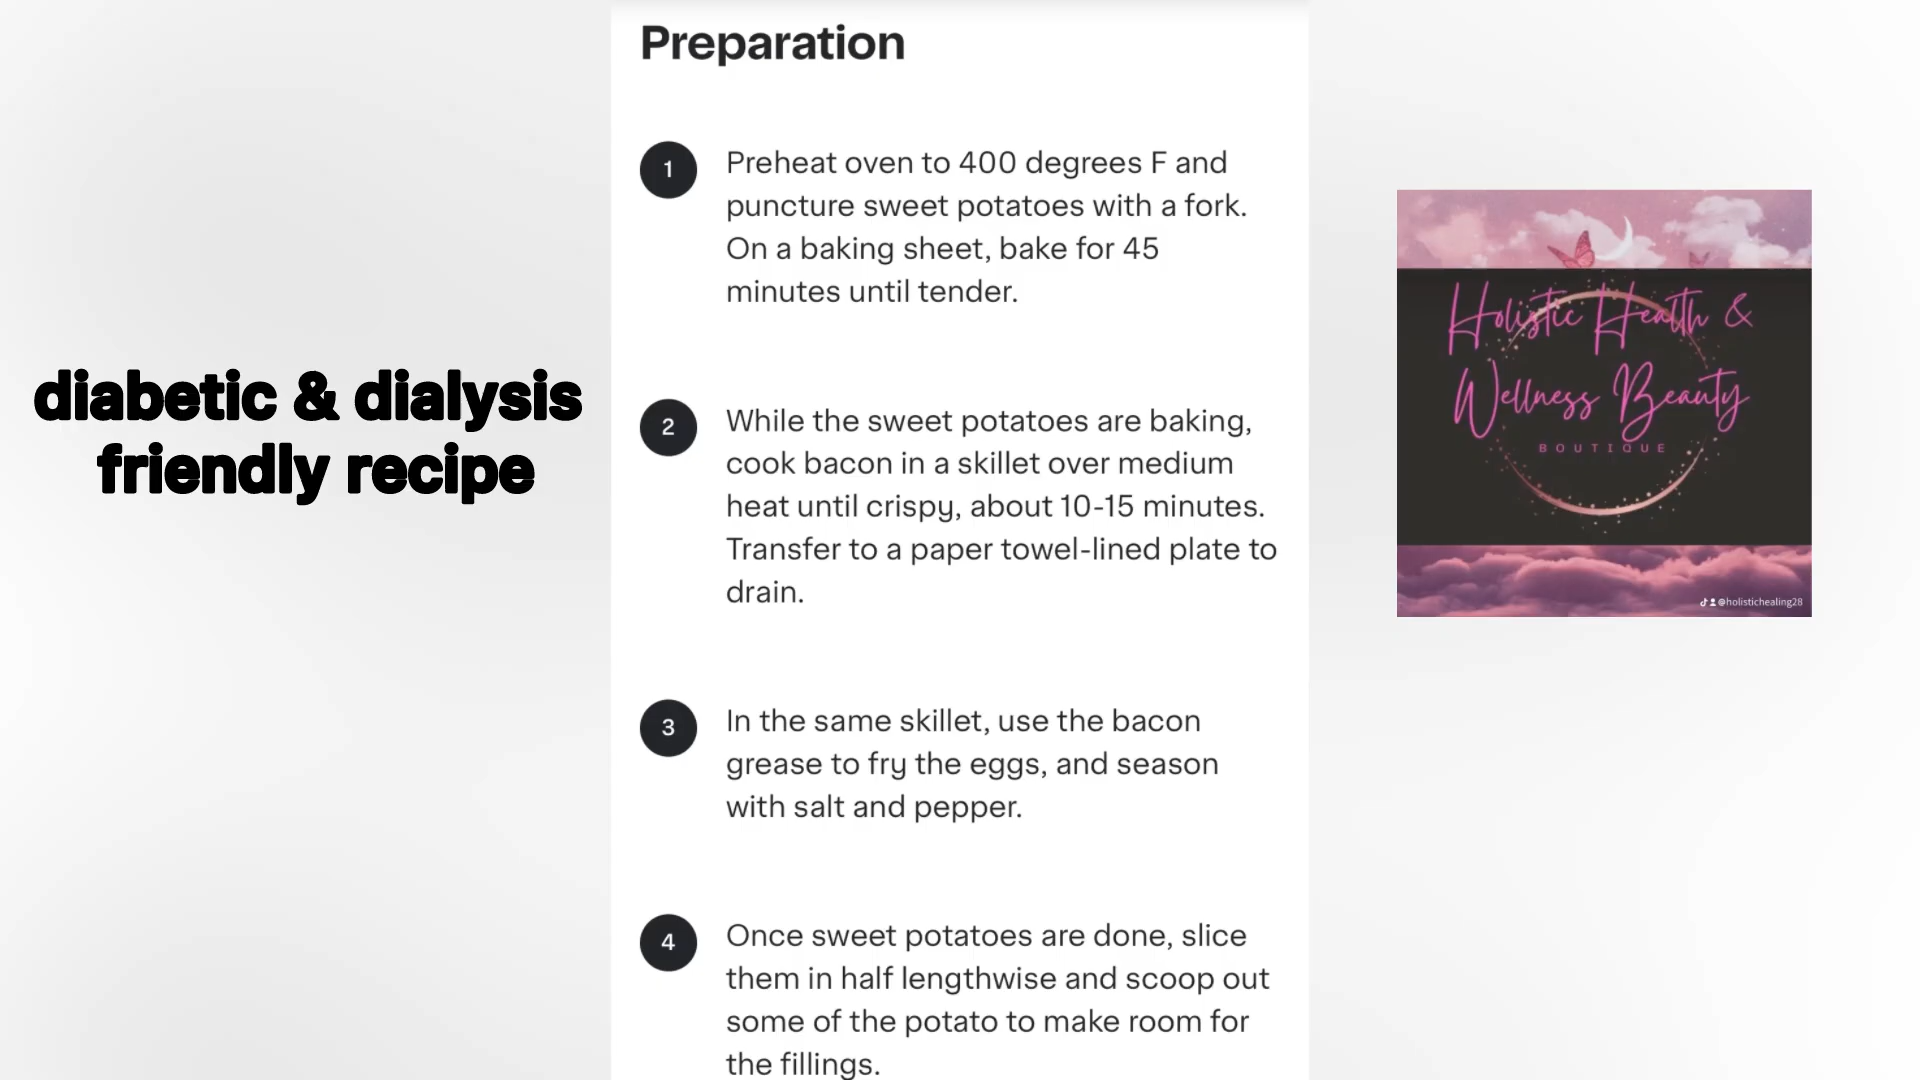 Preparation
1
Preheat oven to 400 degrees F and
puncture sweet potatoes with a fork.
On a baking sheet, bake for 45
minutes until tender.
2
While the sweet potatoes are baking,
cook bacon in a skillet over medium
heat until crispy, about 10-15 minutes.
Transfer to a paper towel-lined plate to
drain.
3
In the same skillet, use the bacon
grease to fry the eggs, and season
with salt and pepper.
4
Once sweet potatoes are done, slice
them in half lengthwise and scoop out
some of the potato to make room for
the fillings.
diabetic & dialysis
friendly recipe
Holistic Health &
Wellness Beauty
BOUTIQUE
@holistichealing28